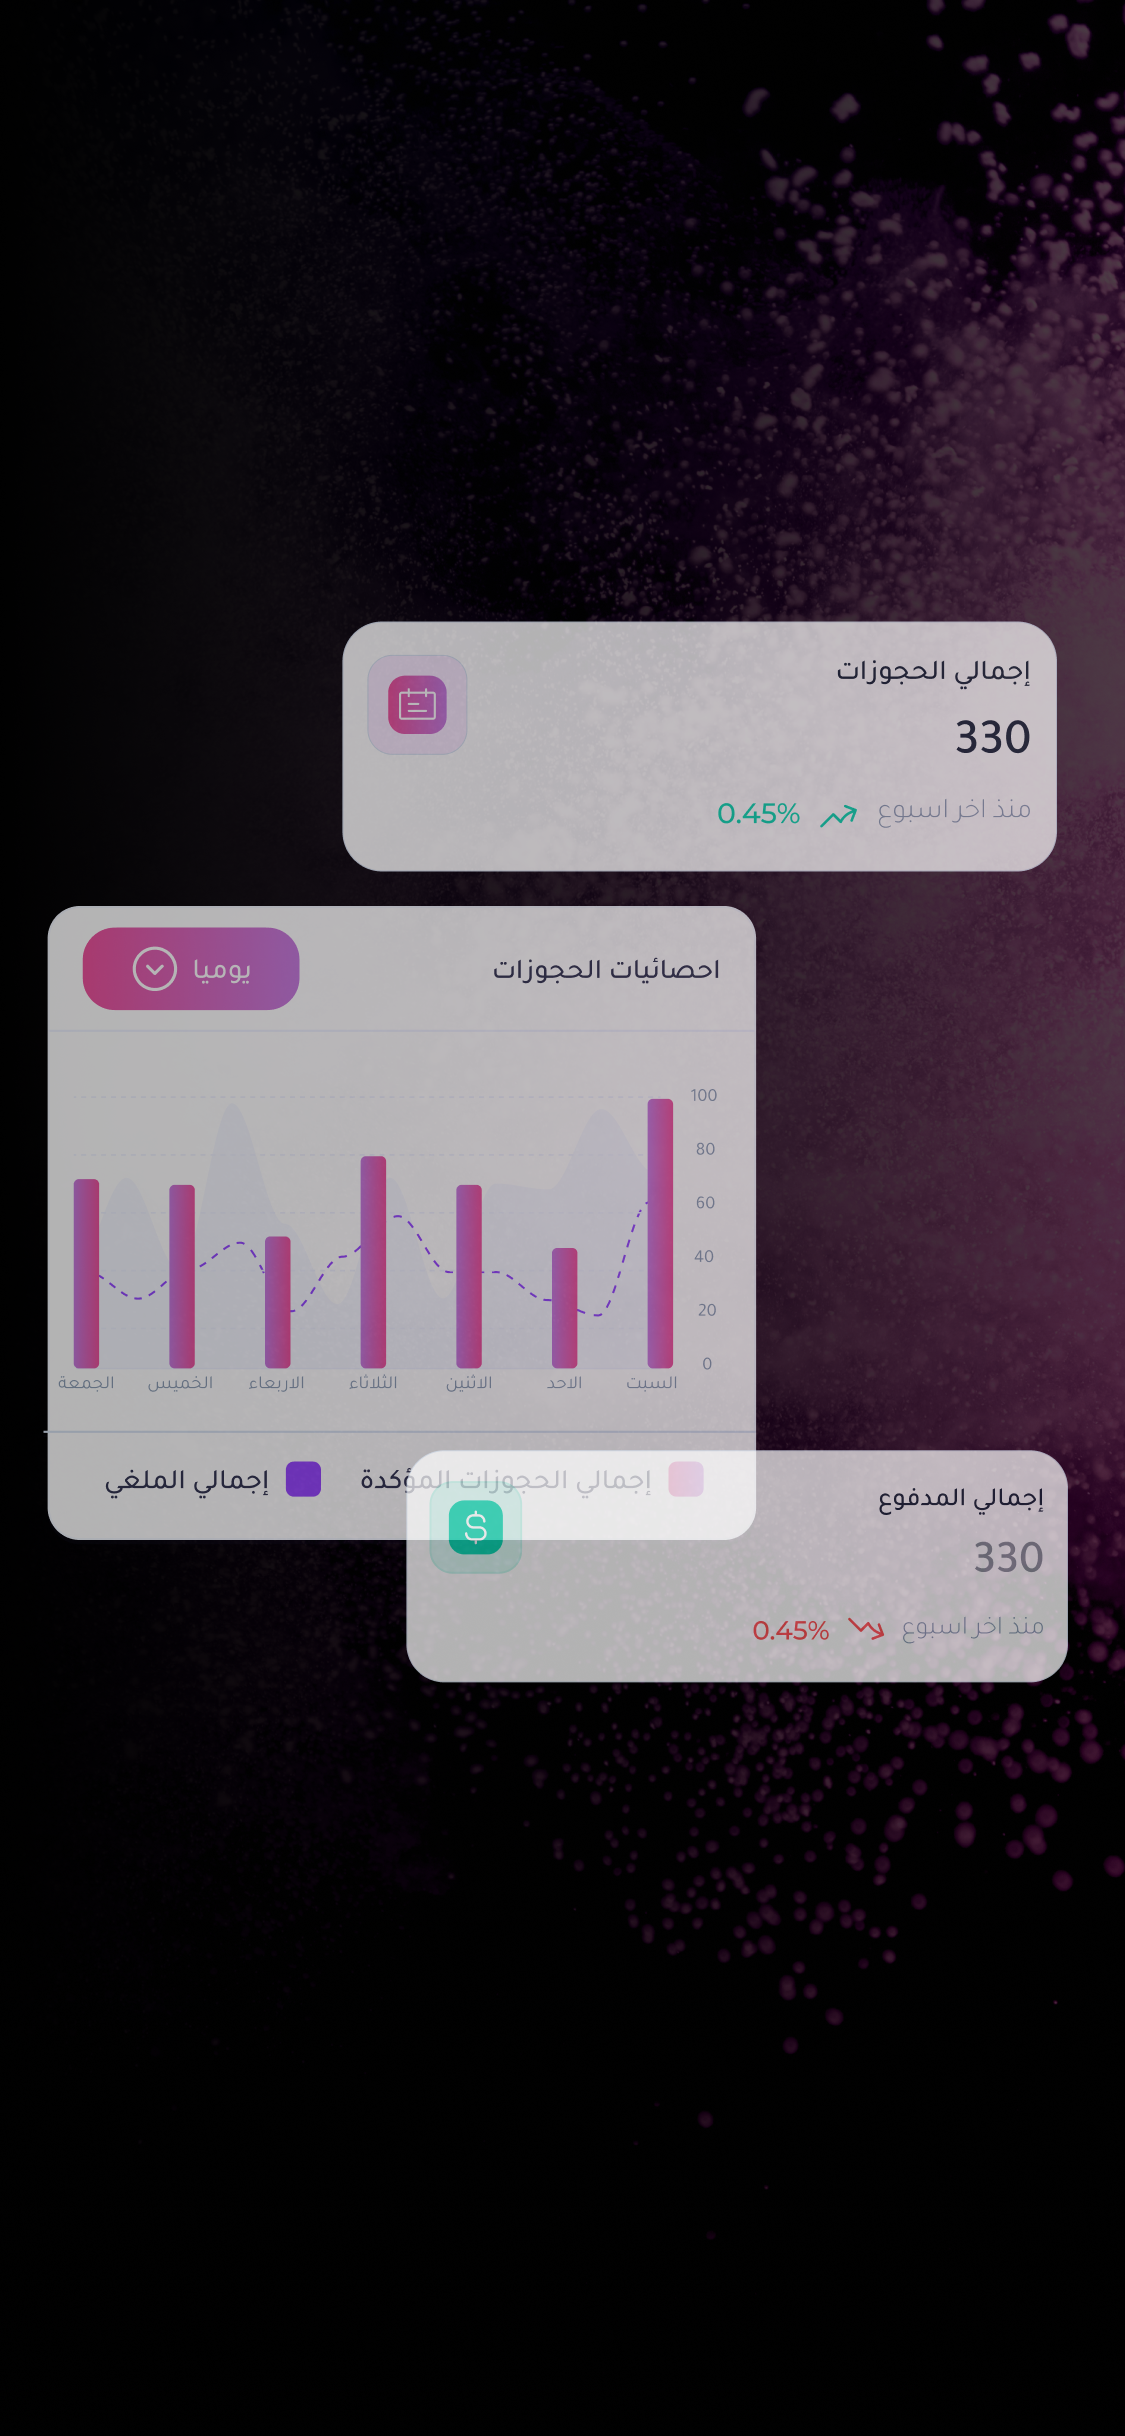 إجمالي الحجوزات
330
منذ اخر اسبوع 0.45%
احصائيات الحجوزات
يوميا
100
80
60
40
20
0
السبت الاحد الاثنين الثلاثاء الاربعاء الخميس الجمعة
إجمالي الحجوزات المؤكدة إجمالي الملغي
إجمالي المدفوع
330
منذ اخر اسبوع 0.45%